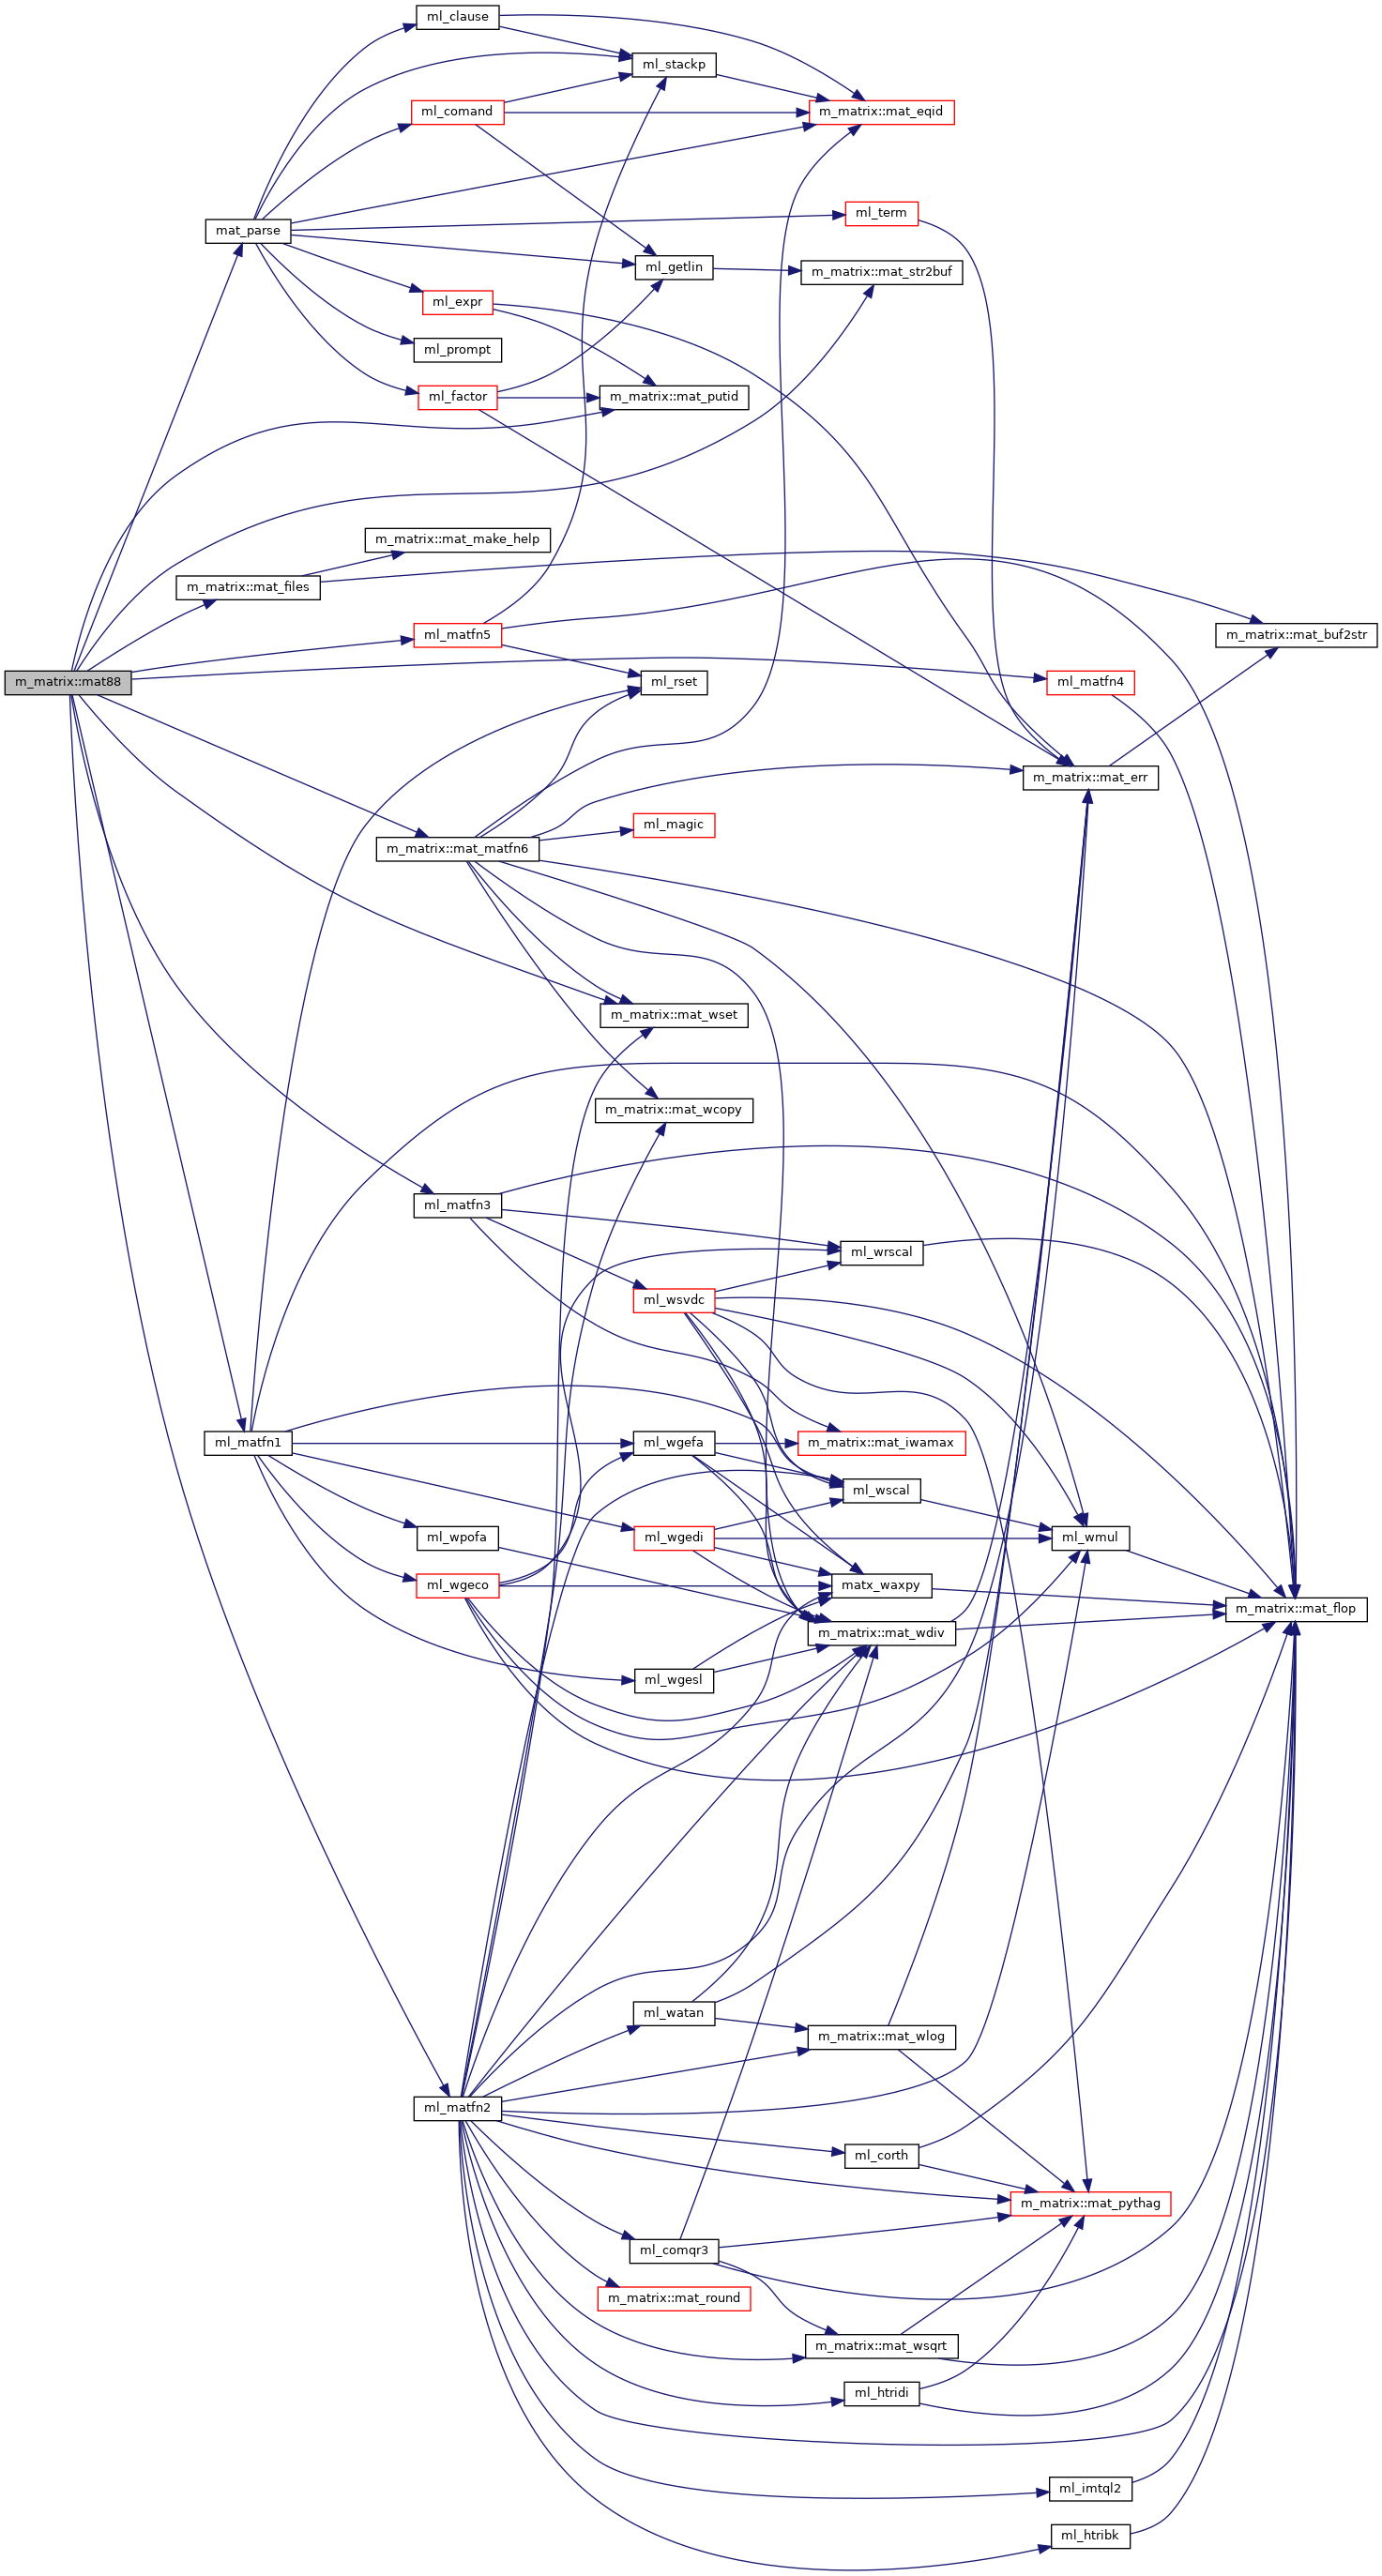 ml_clause
ml_stackp
ml_comand
m_matrix::mat_eqid
ml_term
mat_parse
ml_getlin
m_matrix::mat_str2buf
ml_expr
ml_prompt
ml_factor
m_matrix::mat_putid
m_matrix::mat_make_help
m_matrix::mat_files
ml_matfn5
m_matrix::mat_buf2str
m_matrix::mat88
ml_rset
ml_matfn4
m_matrix::mat_err
ml_magic
m_matrix::mat_matfn6
m_matrix::mat_wset
m_matrix::mat_wcopy
ml_matfn3
ml_wrscal
ml_wsvdc
ml_matfn1
ml_wgefa
m_matrix::mat_iwamax
ml_wscal
ml_wpofa
ml_wgedi
ml_wmul
ml_wgeco
matx_waxpy
m_matrix::mat_flop
m_matrix::mat_wdiv
ml_wgesl
ml_watan
m_matrix::mat_wlog
ml_matfn2
ml_corth
m_matrix::mat_pythag
ml_comqr3
m_matrix::mat_round
m_matrix::mat_wsqrt
ml_htridi
ml_imtql2
ml_htribk